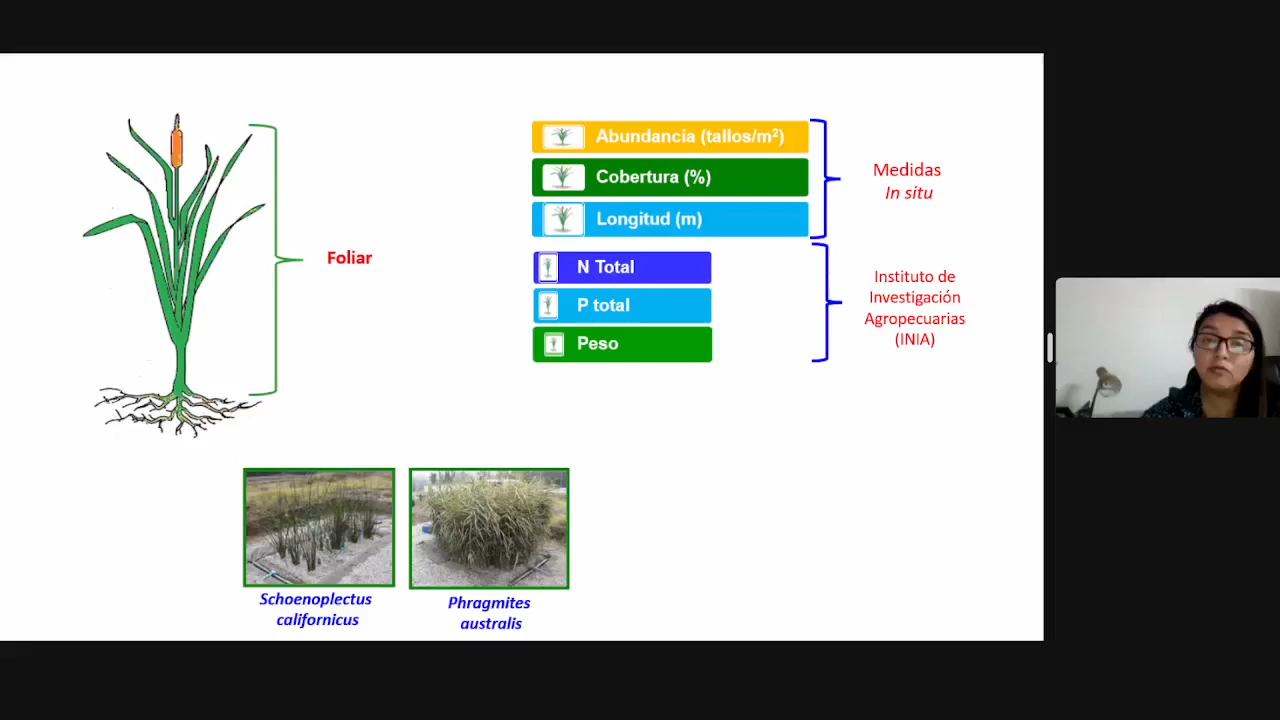 Abundancia (tallos/m²)
Cobertura (%)
Longitud (m)
Medidas
In situ
Foliar
N Total
P total
Peso
Instituto de
Investigación
Agropecuarias
(INIA)
Schoenoplectus
californicus
Phragmites
australis